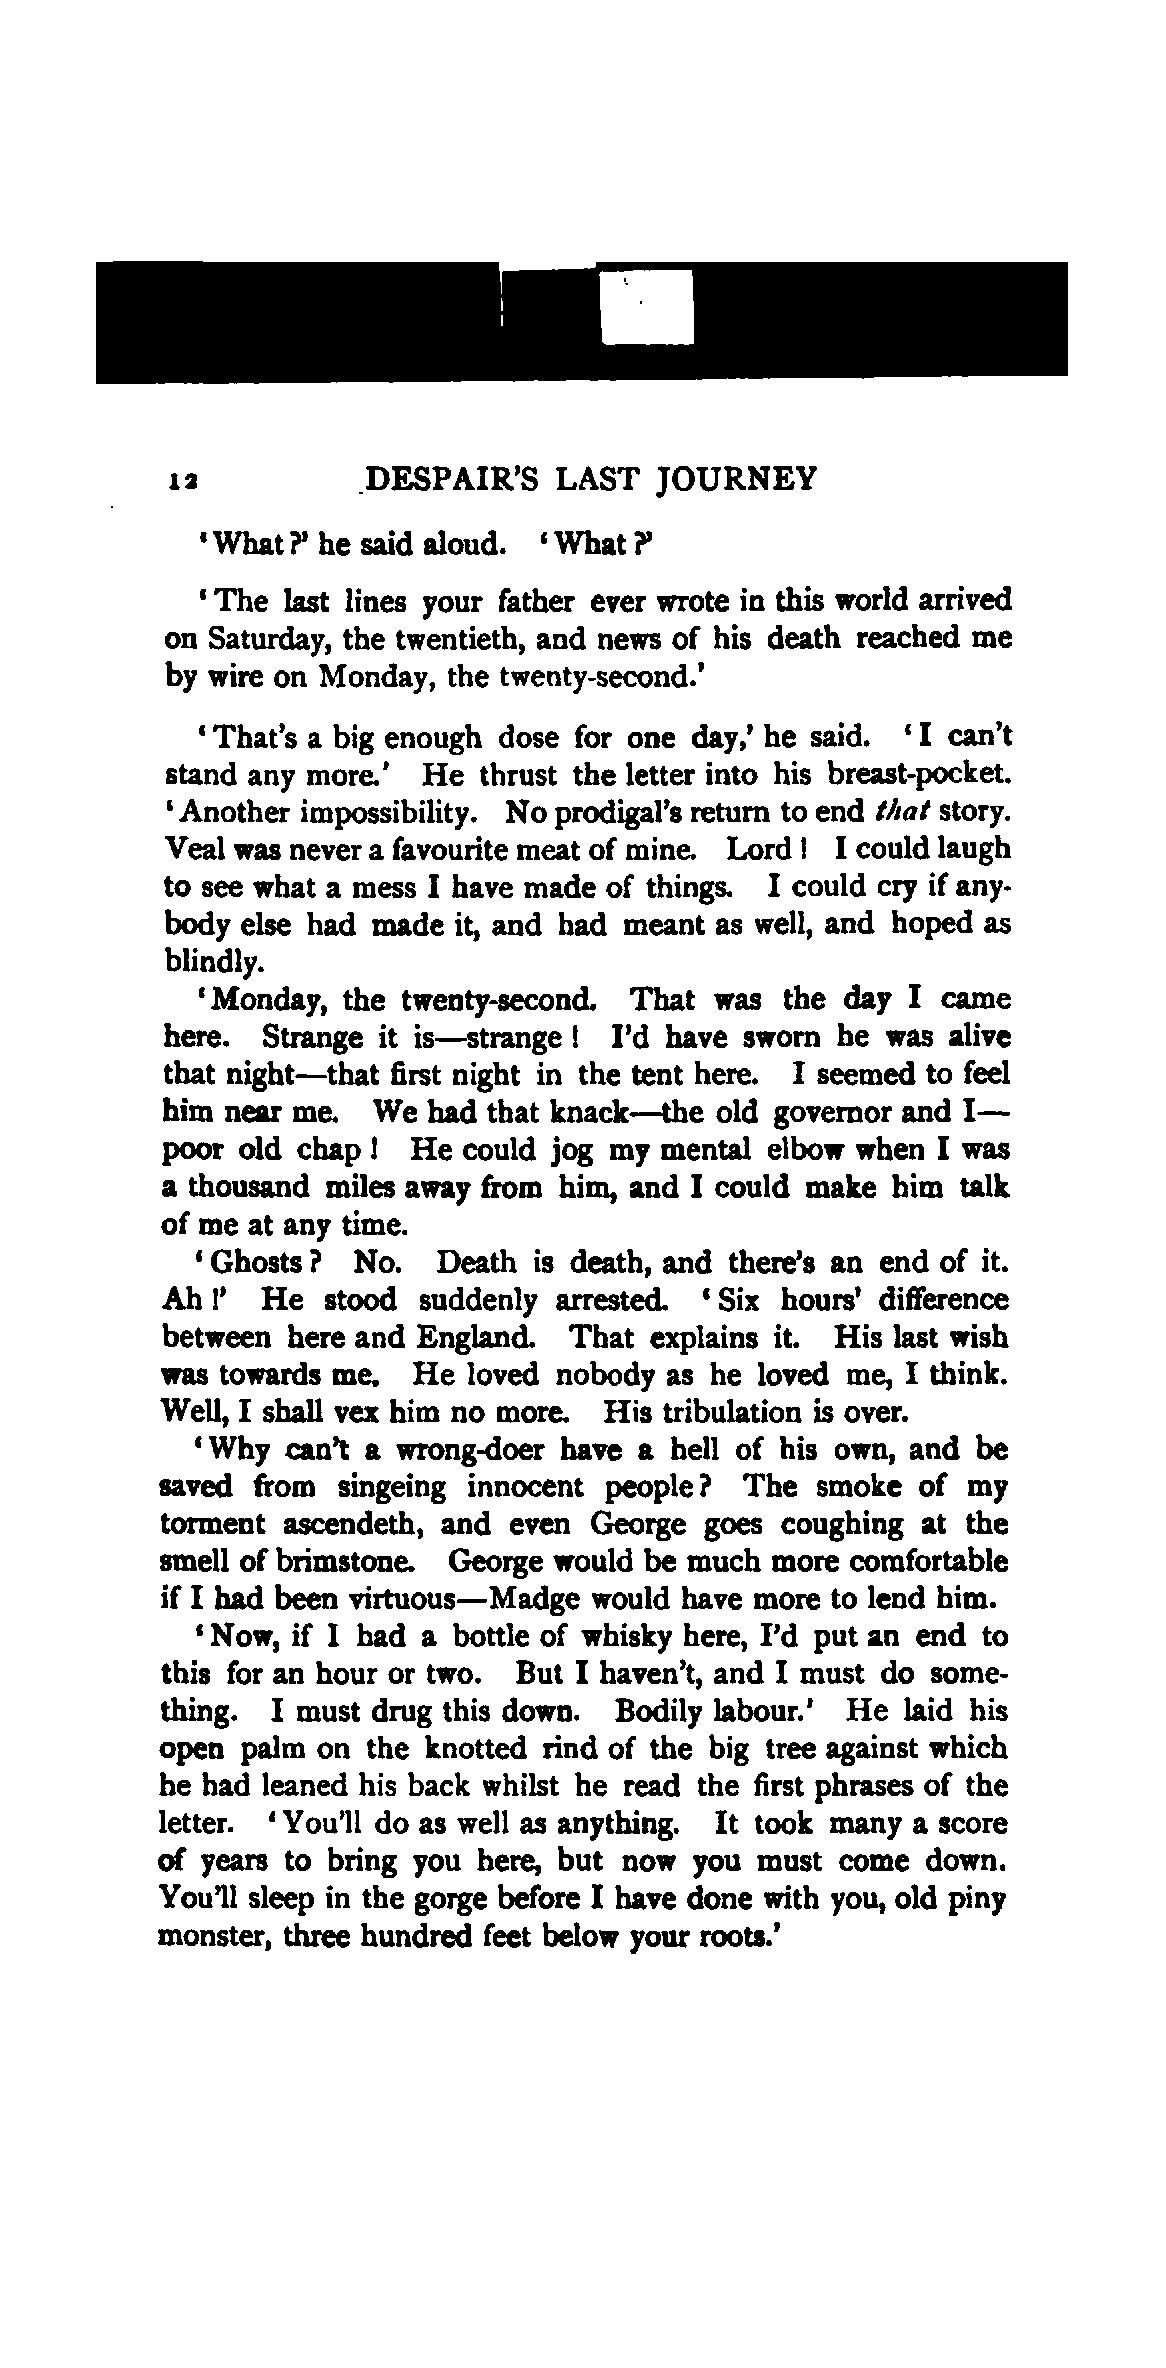 12 DESPAIR'S LAST JOURNEY
'What?' he said aloud. 'What?'
'The last lines your father ever wrote in this world arrived
on Saturday, the twentieth, and news of his death reached me
by wire on Monday, the twenty-second.'
'That's a big enough dose for one day,' he said. 'I can't
stand any more.' He thrust the letter into his breast-pocket.
'Another impossibility. No prodigal's return to end that story.
Veal was never a favourite meat of mine. Lord! I could laugh
to see what a mess I have made of things. I could cry if any-
body else had made it, and had meant as well, and hoped as
blindly.
'Monday, the twenty-second. That was the day I came
here. Strange it is—strange! I'd have sworn he was alive
that night—that first night in the tent here. I seemed to feel
him near me. We had that knack—the old governor and I—
poor old chap! He could jog my mental elbow when I was
a thousand miles away from him, and I could make him talk
of me at any time.
'Ghosts? No. Death is death, and there's an end of it.
Ah!' He stood suddenly arrested. 'Six hours' difference
between here and England. That explains it. His last wish
was towards me. He loved nobody as he loved me, I think.
Well, I shall vex him no more. His tribulation is over.
'Why can't a wrong-doer have a hell of his own, and be
saved from singeing innocent people? The smoke of my
torment ascendeth, and even George goes coughing at the
smell of brimstone. George would be much more comfortable
if I had been virtuous—Madge would have more to lend him.
'Now, if I had a bottle of whisky here, I'd put an end to
this for an hour or two. But I haven't, and I must do some-
thing. I must drug this down. Bodily labour.' He laid his
open palm on the knotted rind of the big tree against which
he had leaned his back whilst he read the first phrases of the
letter. 'You'll do as well as anything. It took many a score
of years to bring you here, but now you must come down.
You'll sleep in the gorge before I have done with you, old piny
monster, three hundred feet below your roots.'